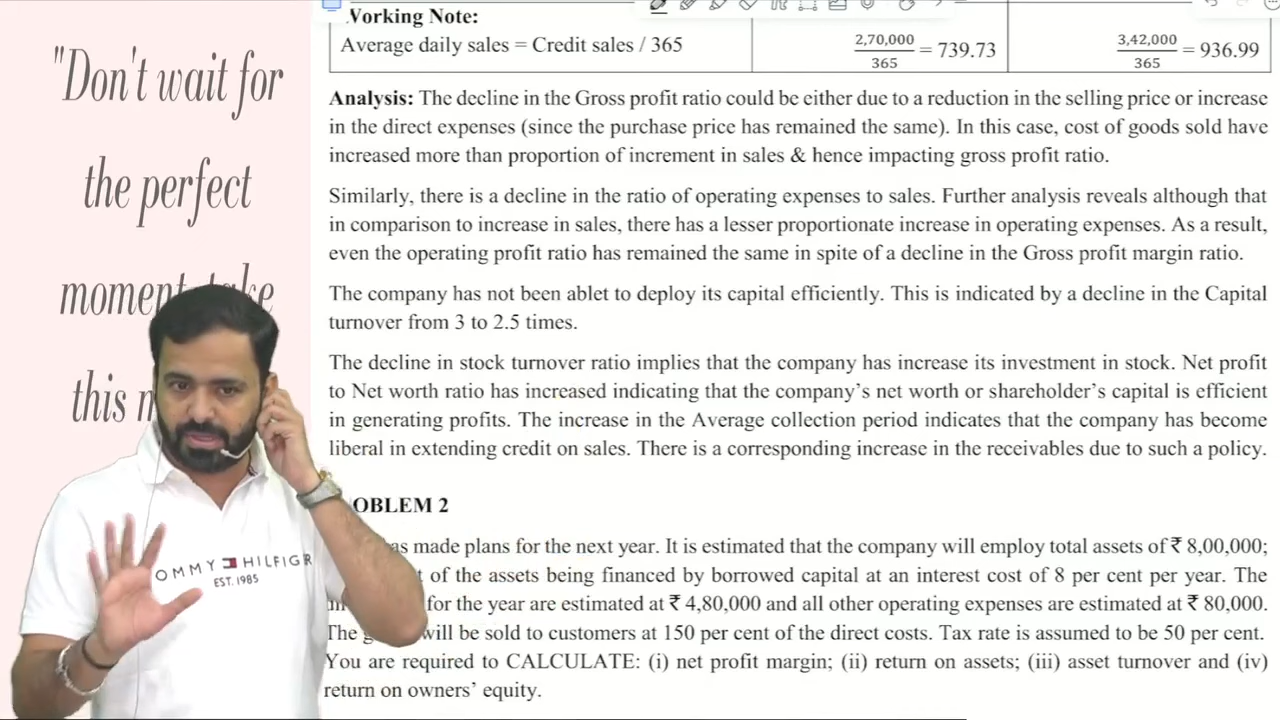 "Don't wait for
the perfect
moment, take
this m
OMMY HILFIGER
EST. 1985
Working Note:
Average daily sales = Credit sales / 365
2,70,000
365
= 739.73
3,42,000
365
= 936.99
Analysis: The decline in the Gross profit ratio could be either due to a reduction in the selling price or increase
in the direct expenses (since the purchase price has remained the same). In this case, cost of goods sold have
increased more than proportion of increment in sales & hence impacting gross profit ratio.
Similarly, there is a decline in the ratio of operating expenses to sales. Further analysis reveals although that
in comparison to increase in sales, there has a lesser proportionate increase in operating expenses. As a result,
even the operating profit ratio has remained the same in spite of a decline in the Gross profit margin ratio.
The company has not been ablet to deploy its capital efficiently. This is indicated by a decline in the Capital
turnover from 3 to 2.5 times.
The decline in stock turnover ratio implies that the company has increase its investment in stock. Net profit
to Net worth ratio has increased indicating that the company's net worth or shareholder's capital is efficient
in generating profits. The increase in the Average collection period indicates that the company has become
liberal in extending credit on sales. There is a corresponding increase in the receivables due to such a policy.
OBLEM 2
as made plans for the next year. It is estimated that the company will employ total assets of ₹ 8,00,000;
of the assets being financed by borrowed capital at an interest cost of 8 per cent per year. The
for the year are estimated at ₹ 4,80,000 and all other operating expenses are estimated at ₹ 80,000.
The will be sold to customers at 150 per cent of the direct costs. Tax rate is assumed to be 50 per cent.
You are required to CALCULATE: (i) net profit margin; (ii) return on assets; (iii) asset turnover and (iv)
return on owners' equity.